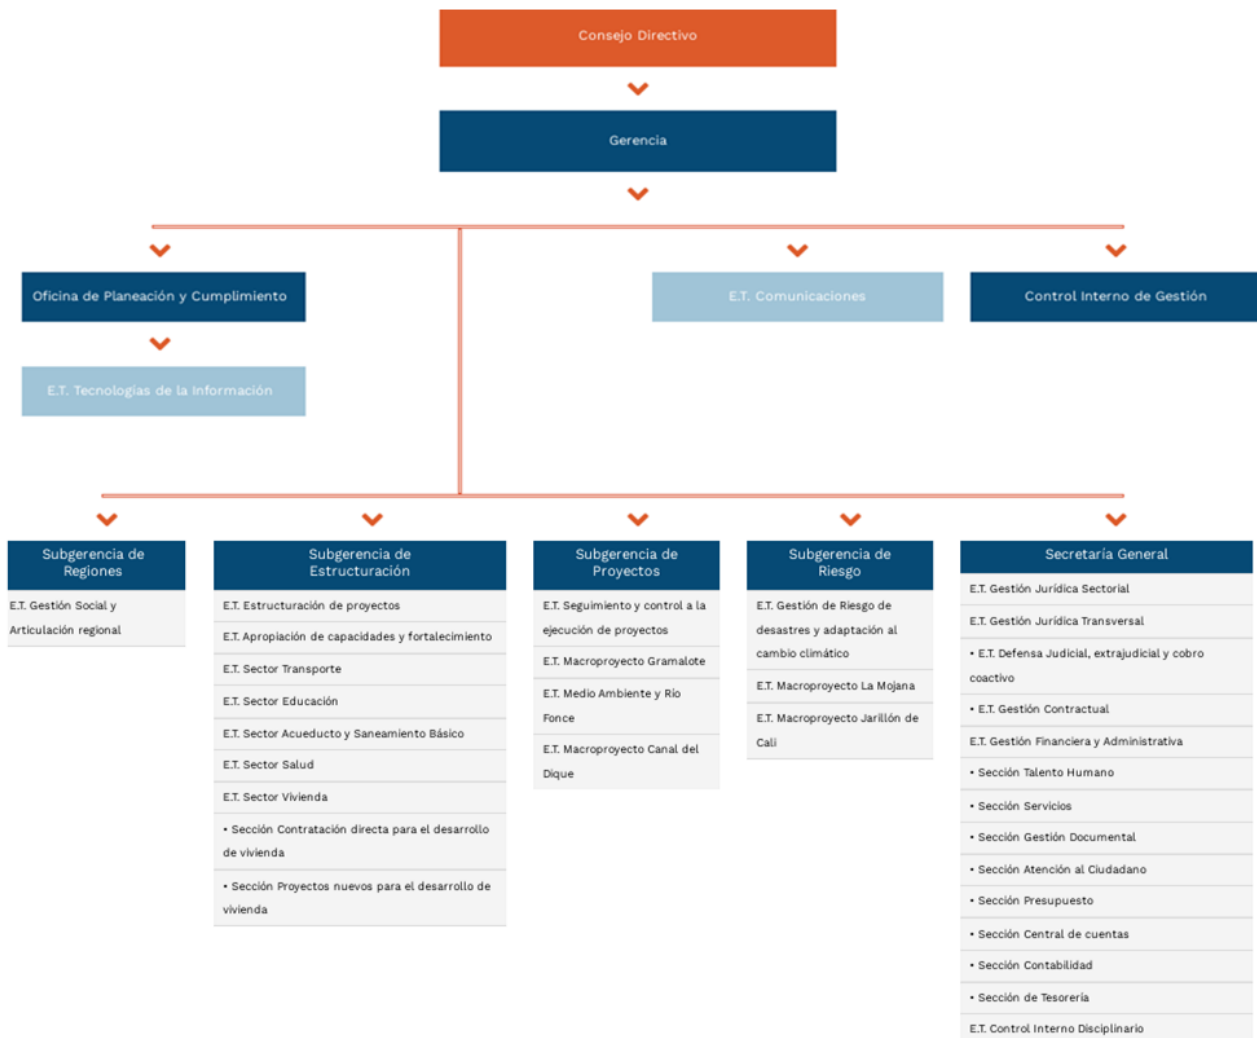 Consejo Directivo
Gerencia
Oficina de Planeación y Cumplimiento
E.T. Comunicaciones
Control Interno de Gestión
E.T. Tecnologías de la Información
Subgerencia de
Regiones
E.T. Gestión Social y
Articulación regional
Subgerencia de
Estructuración
E.T. Estructuración de proyectos
E.T. Apropiación de capacidades y fortalecimiento
E.T. Sector Transporte
E.T. Sector Educación
E.T. Sector Acueducto y Saneamiento Básico
E.T. Sector Salud
E.T. Sector Vivienda
• Sección Contratación directa para el desarrollo
de vivienda
• Sección Proyectos nuevos para el desarrollo de
vivienda
Subgerencia de
Proyectos
E.T. Seguimiento y control a la
ejecución de proyectos
E.T. Macroproyecto Gramalote
E.T. Medio Ambiente y Río
Fonce
E.T. Macroproyecto Canal del
Dique
Subgerencia de
Riesgo
E.T. Gestión de Riesgo de
desastres y adaptación al
cambio climático
E.T. Macroproyecto La Mojana
E.T. Macroproyecto Jarillón de
Cali
Secretaría General
E.T. Gestión Jurídica Sectorial
E.T. Gestión Jurídica Transversal
• E.T. Defensa Judicial, extrajudicial y cobro
coactivo
• E.T. Gestión Contractual
E.T. Gestión Financiera y Administrativa
• Sección Talento Humano
• Sección Servicios
• Sección Gestión Documental
• Sección Atención al Ciudadano
• Sección Presupuesto
• Sección Central de cuentas
• Sección Contabilidad
• Sección de Tesorería
E.T. Control Interno Disciplinario